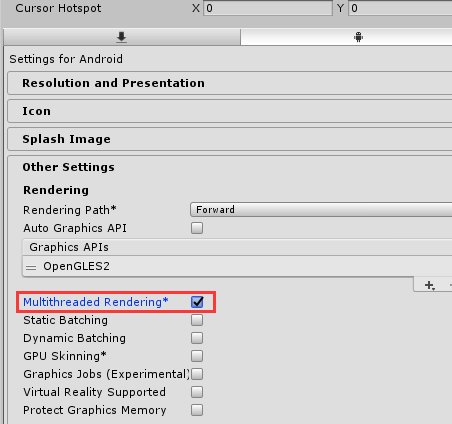 Cursor Hotspot X 0 Y 0
Settings for Android
Resolution and Presentation
Icon
Splash Image
Other Settings
Rendering
Rendering Path* Forward
Auto Graphics API
Graphics APIs
OpenGLES2
Multithreaded Rendering*
Static Batching
Dynamic Batching
GPU Skinning*
Graphics Jobs (Experimental)
Virtual Reality Supported
Protect Graphics Memory